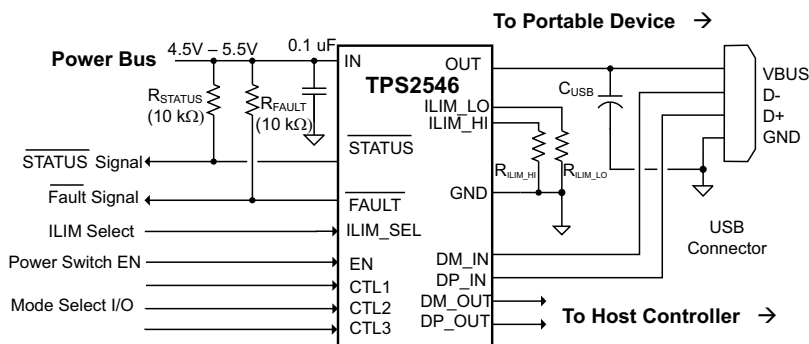 To Portable Device →
Power Bus
4.5V – 5.5V
0.1 uF
IN
TPS2546
OUT
VBUS
D-
D+
GND
RSTATUS
(10 kΩ)
RFAULT
(10 kΩ)
ILIM_LO
ILIM_HI
CUSB
STATUS
STATUS Signal
RILIM_HI
RILIM_LO
Fault Signal
FAULT
GND
ILIM Select
ILIM_SEL
USB
Connector
Power Switch EN
EN
DM_IN
DP_IN
CTL1
Mode Select I/O
CTL2
CTL3
DM_OUT
DP_OUT
To Host Controller →